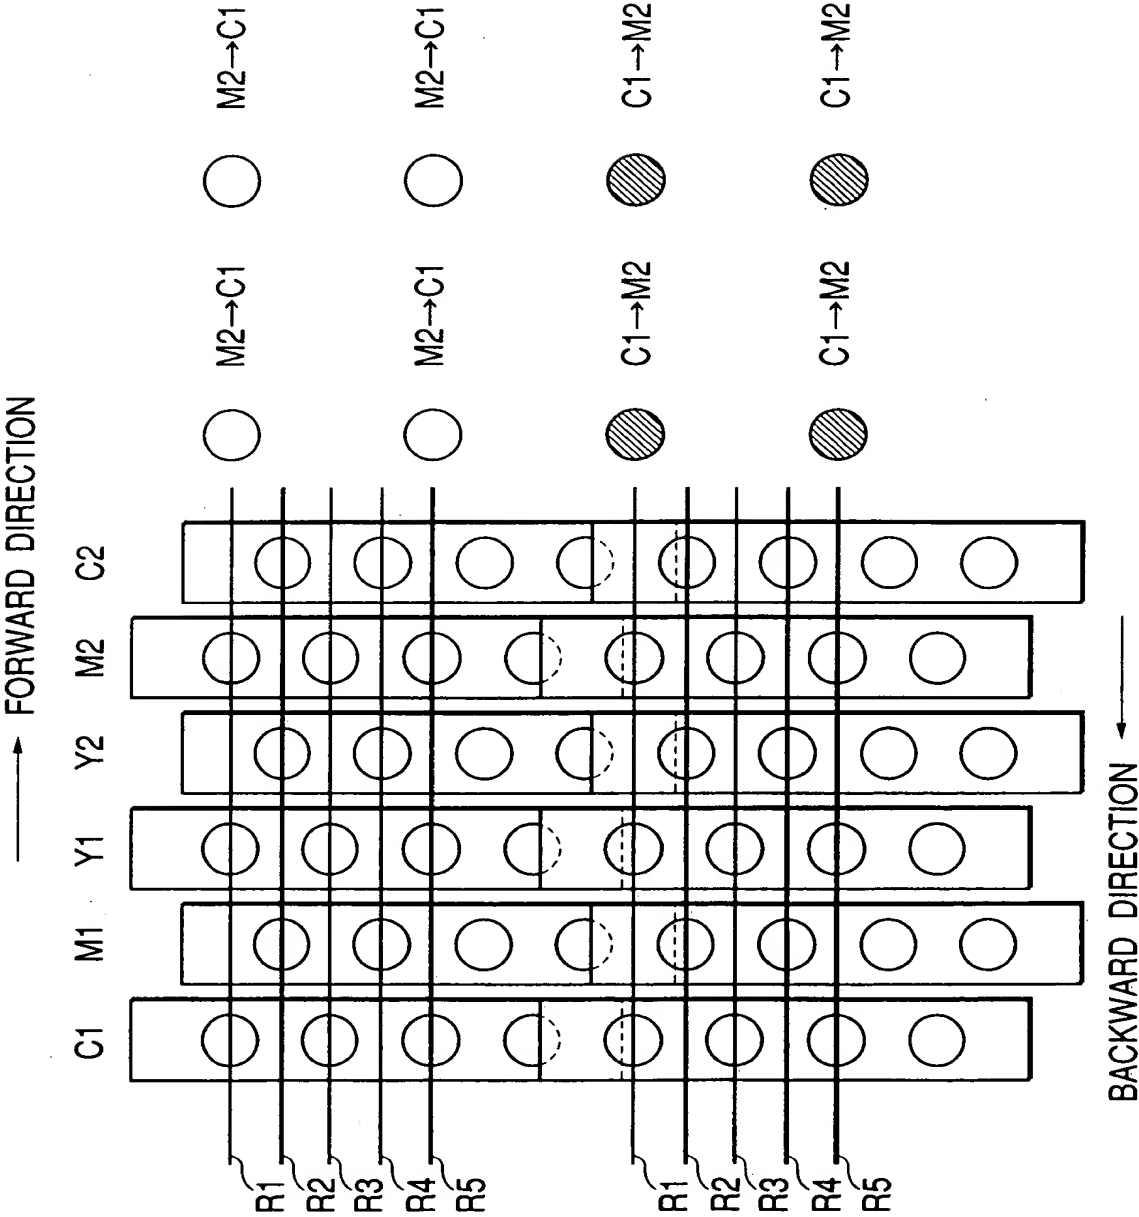 FORWARD DIRECTION
C1 M1 Y1 Y2 M2 C2
R1
R2
R3
R4
R5
R1
R2
R3
R4
R5
M2→C1 M2→C1
M2→C1 M2→C1
C1→M2 C1→M2
C1→M2 C1→M2
BACKWARD DIRECTION